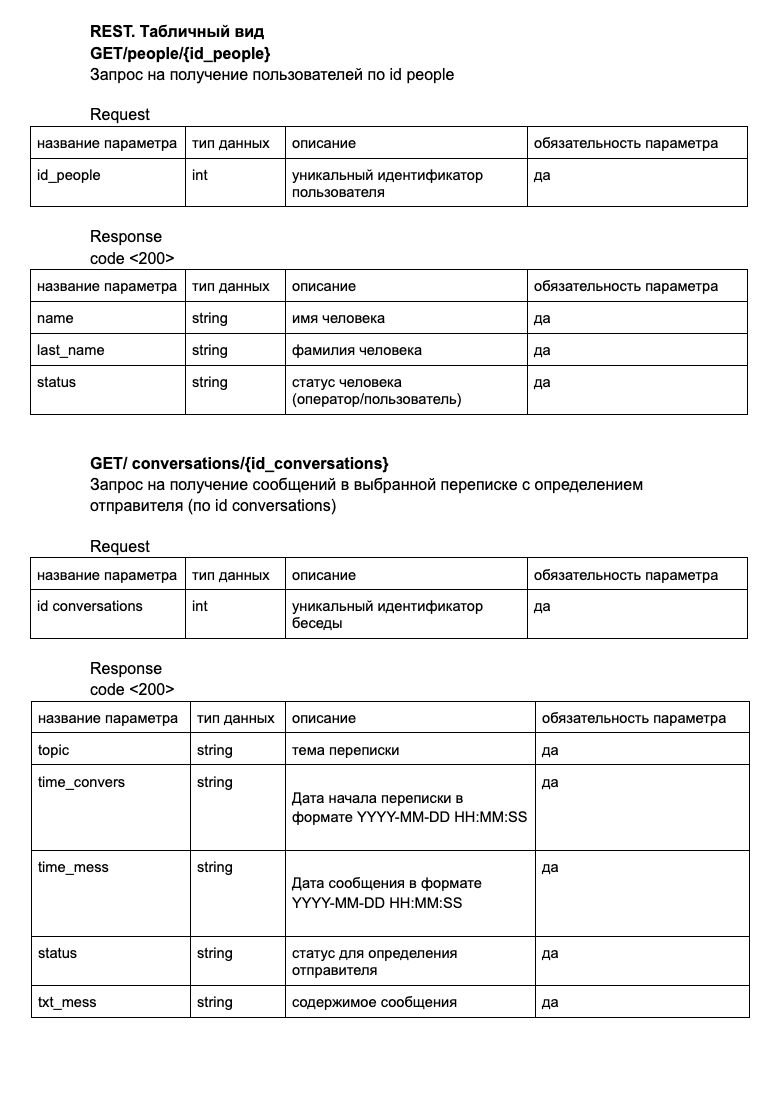 REST. Табличный вид
GET/people/{id_people}
Запрос на получение пользователей по id people
Request
название параметра тип данных описание обязательность параметра
id_people int уникальный идентификатор да
пользователя
Response
code <200>
название параметра тип данных описание обязательность параметра
name string имя человека да
last_name string фамилия человека да
status string статус человека да
(оператор/пользователь)
GET/ conversations/{id_conversations}
Запрос на получение сообщений в выбранной переписке с определением
отправителя (по id conversations)
Request
название параметра тип данных описание обязательность параметра
id conversations int уникальный идентификатор да
беседы
Response
code <200>
название параметра тип данных описание обязательность параметра
topic string тема переписки да
time_convers string да
Дата начала переписки в
формате YYYY-MM-DD HH:MM:SS
time_mess string да
Дата сообщения в формате
YYYY-MM-DD HH:MM:SS
status string статус для определения да
отправителя
txt_mess string содержимое сообщения да